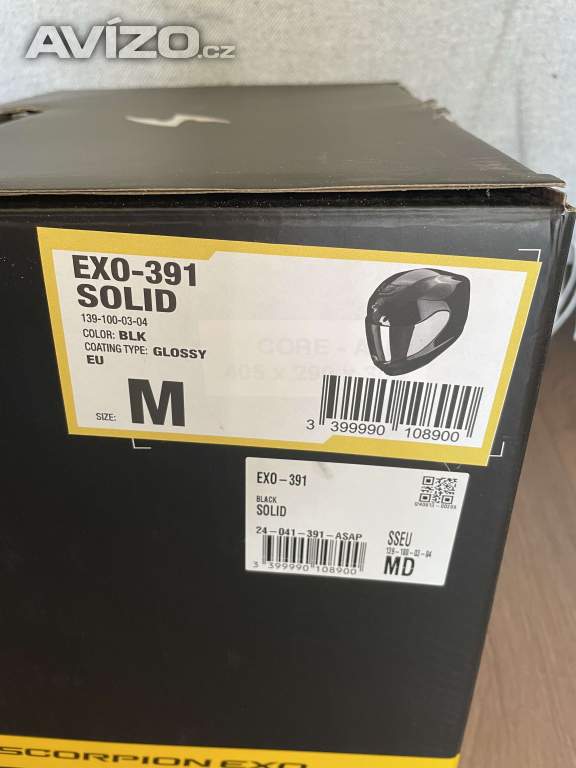 AVÍZO.cz
EXO-391
SOLID
139-100-03-04
COLOR: BLK
COATING TYPE: GLOSSY
EU
SIZE: M
3 399990 108900
EXO-391
BLACK
SOLID
24-041-391-ASAP
3 399990 108900
SSEU
139-100-03-04
MD
SCORPION EXO